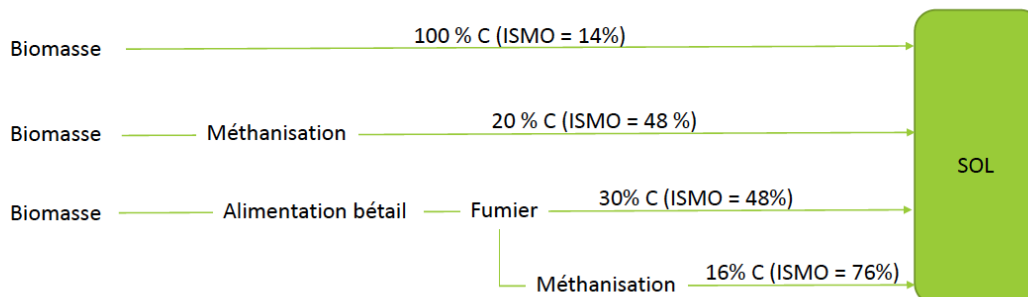 Biomasse 100 % C (ISMO = 14%)
Biomasse Méthanisation 20 % C (ISMO = 48 %)
SOL
Biomasse Alimentation bétail Fumier 30% C (ISMO = 48%)
Méthanisation 16% C (ISMO = 76%)